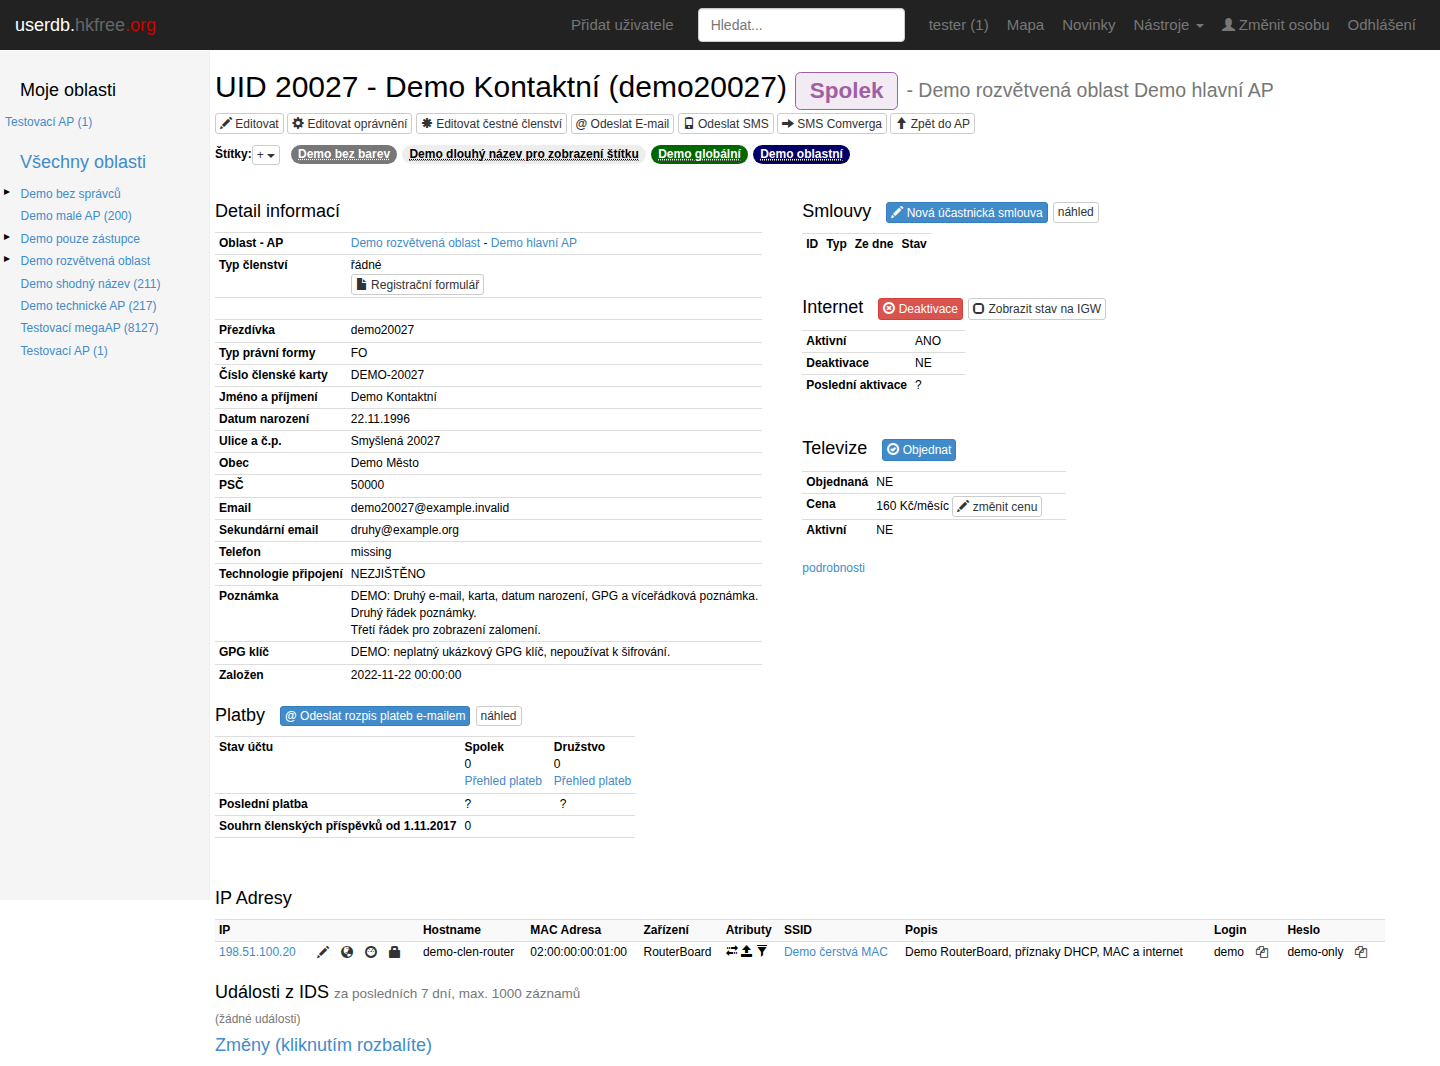 userdb.hkfree.org
Přidat uživatele
Hledat...
tester (1)
Mapa
Novinky
Nástroje
Změnit osobu
Odhlášení
Moje oblasti
Testovací AP (1)
Všechny oblasti
Demo bez správců
Demo malé AP (200)
Demo pouze zástupce
Demo rozvětvená oblast
Demo shodný název (211)
Demo technické AP (217)
Testovací megaAP (8127)
Testovací AP (1)
UID 20027 - Demo Kontaktní (demo20027) Spolek - Demo rozvětvená oblast Demo hlavní AP
Editovat
Editovat oprávnění
Editovat čestné členství
@ Odeslat E-mail
Odeslat SMS
SMS Comverga
Zpět do AP
Štítky: +
Demo bez barev
Demo dlouhý název pro zobrazení štítku
Demo globální
Demo oblastní
Detail informací
Oblast - AP Demo rozvětvená oblast - Demo hlavní AP
Typ členství řádné
Registrační formulář
Přezdívka demo20027
Typ právní formy FO
Číslo členské karty DEMO-20027
Jméno a příjmení Demo Kontaktní
Datum narození 22.11.1996
Ulice a č.p. Smyšlená 20027
Obec Demo Město
PSČ 50000
Email demo20027@example.invalid
Sekundární email druhy@example.org
Telefon missing
Technologie připojení NEZJIŠTĚNO
Poznámka DEMO: Druhý e-mail, karta, datum narození, GPG a víceřádková poznámka.
Druhý řádek poznámky.
Třetí řádek pro zobrazení zalomení.
GPG klíč DEMO: neplatný ukázkový GPG klíč, nepoužívat k šifrování.
Založen 2022-11-22 00:00:00
Smlouvy Nová účastnická smlouva náhled
ID Typ Ze dne Stav
Internet Deaktivace Zobrazit stav na IGW
Aktivní ANO
Deaktivace NE
Poslední aktivace ?
Televize Objednat
Objednaná NE
Cena 160 Kč/měsíc změnit cenu
Aktivní NE
podrobnosti
Platby @ Odeslat rozpis plateb e-mailem náhled
Stav účtu Spolek Družstvo
0 0
Přehled plateb Přehled plateb
Poslední platba ? ?
Souhrn členských příspěvků od 1.11.2017 0
IP Adresy
IP Hostname MAC Adresa Zařízení Atributy SSID Popis Login Heslo
198.51.100.20 demo-clen-router 02:00:00:00:01:00 RouterBoard Demo čerstvá MAC Demo RouterBoard, příznaky DHCP, MAC a internet demo demo-only
Události z IDS za posledních 7 dní, max. 1000 záznamů
(žádné události)
Změny (kliknutím rozbalíte)